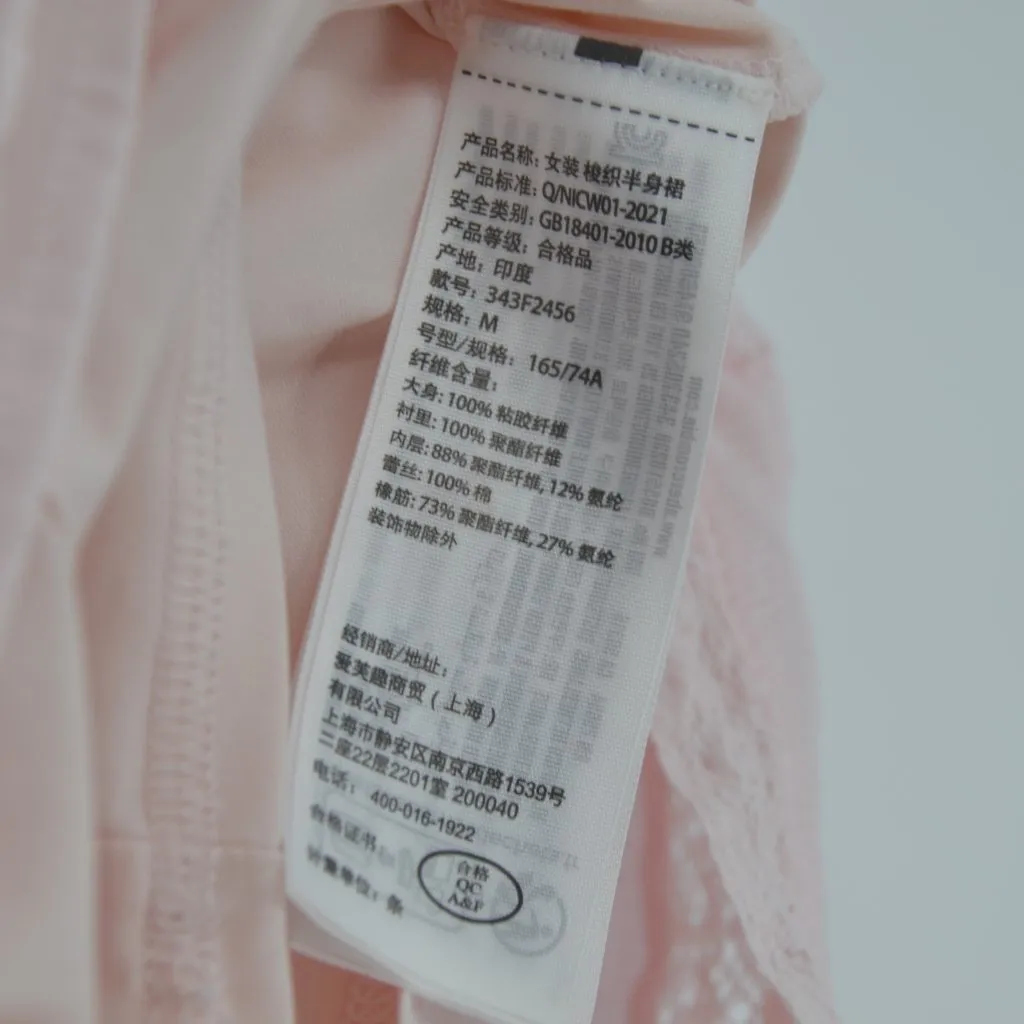 产品名称: 女装 梭织半身裙
产品标准: Q/NICW01-2021
安全类别: GB18401-2010 B类
产品等级: 合格品
产地: 印度
款号: 343F2456
规格: M
号型/规格: 165/74A
纤维含量:
大身: 100% 粘胶纤维
衬里: 100% 聚酯纤维
内层: 88% 聚酯纤维, 12% 氨纶
蕾丝: 100% 棉
橡筋: 73% 聚酯纤维, 27% 氨纶
装饰物除外
经销商/地址:
爱芙趣商贸 ( 上海 )
有限公司
上海市静安区南京西路1539号
二座22层2201室 200040
电话: 400-016-1922
合格证书
合格
QC
A&F
计量单位: 条